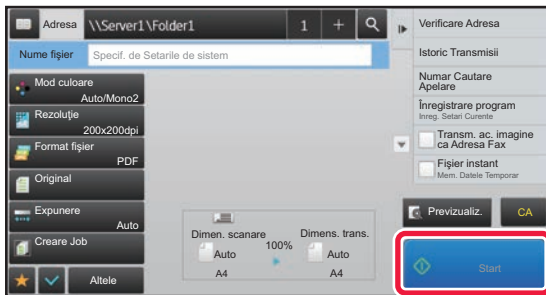 Adresa
\\Server1\Folder1
1
+
Nume fişier
Specif. de Setarile de sistem
Mod culoare
Auto/Mono2
Rezoluţie
200x200dpi
Format fişier
PDF
Original
Expunere
Auto
Creare Job
Altele
Dimen. scanare
100%
Dimens. trans.
Auto
Auto
A4
A4
Verificare Adresa
Istoric Transmisii
Numar Cautare
Apelare
Înregistrare program
Inreg. Setari Curente
Transm. ac. imagine
ca Adresa Fax
Fişier instant
Mem. Datele Temporar
Previzualiz.
CA
Start